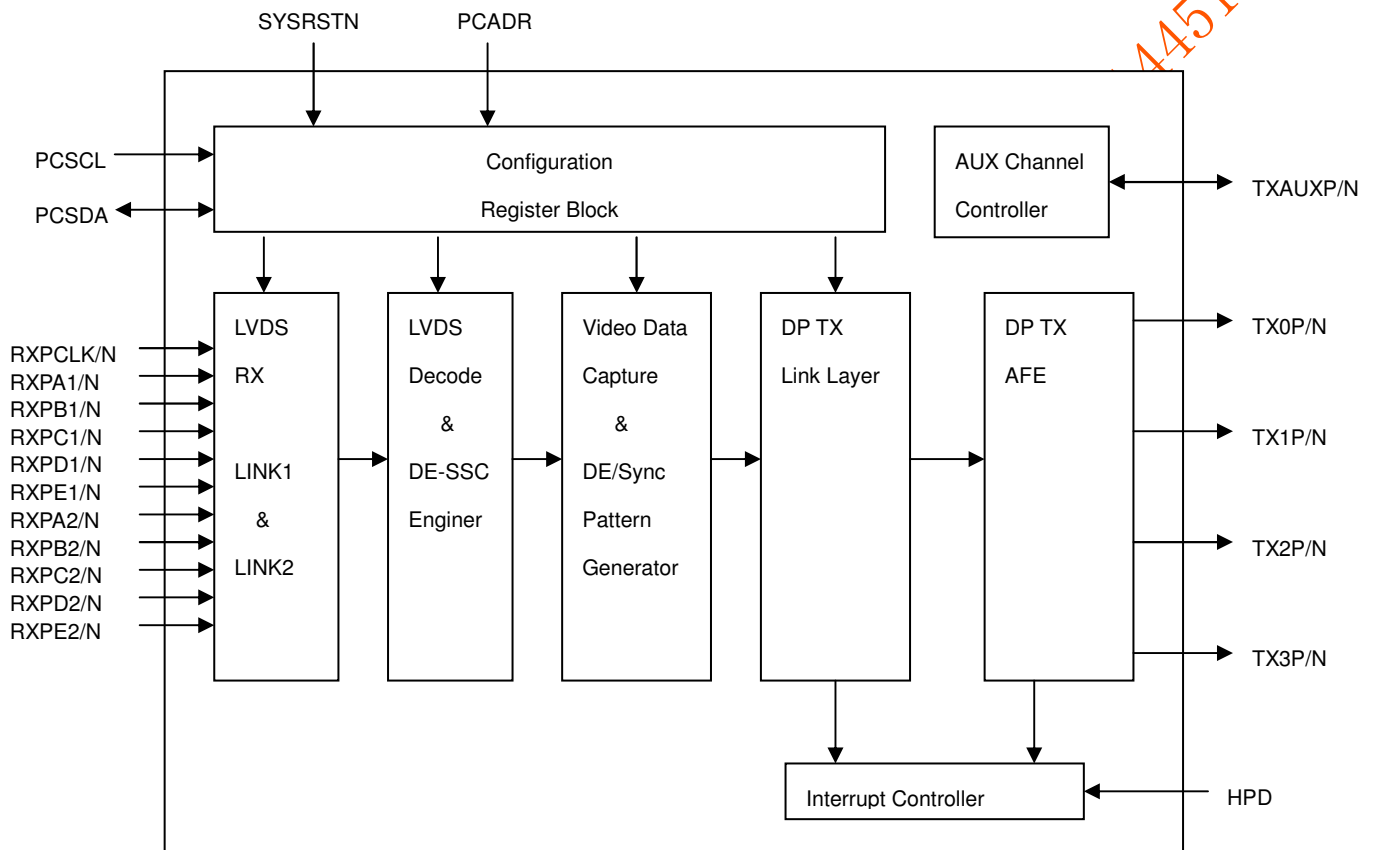 4451
SYSRSTN
PCADR
PCSCL
PCSDA
Configuration
Register Block
AUX Channel
Controller
TXAUXP/N
RXPCLK/N
RXPA1/N
RXPB1/N
RXPC1/N
RXPD1/N
RXPE1/N
RXPA2/N
RXPB2/N
RXPC2/N
RXPD2/N
RXPE2/N
LVDS
RX
LINK1
&
LINK2
LVDS
Decode
&
DE-SSC
Enginer
Video Data
Capture
&
DE/Sync
Pattern
Generator
DP TX
Link Layer
DP TX
AFE
TX0P/N
TX1P/N
TX2P/N
TX3P/N
Interrupt Controller
HPD